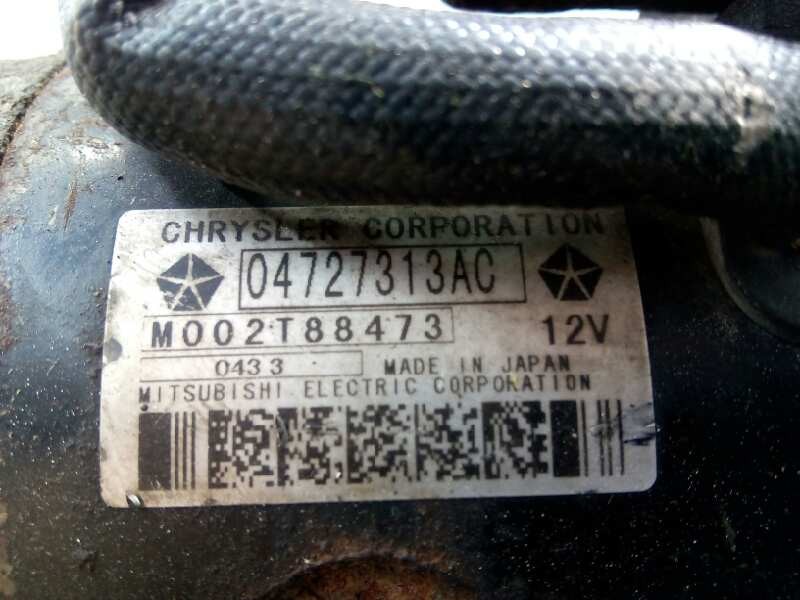 CHRYSLER CORPORATION
04727313AC
M002T88473 12V
0433 MADE IN JAPAN
MITSUBISHI ELECTRIC CORPORATION